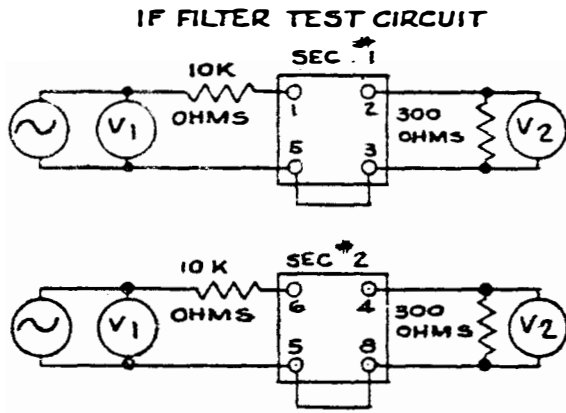 IF FILTER TEST CIRCUIT
SEC. #1
10K
OHMS
V1
1
2
5
3
300
OHMS
V2
SEC #2
10K
OHMS
V1
6
4
5
8
300
OHMS
V2